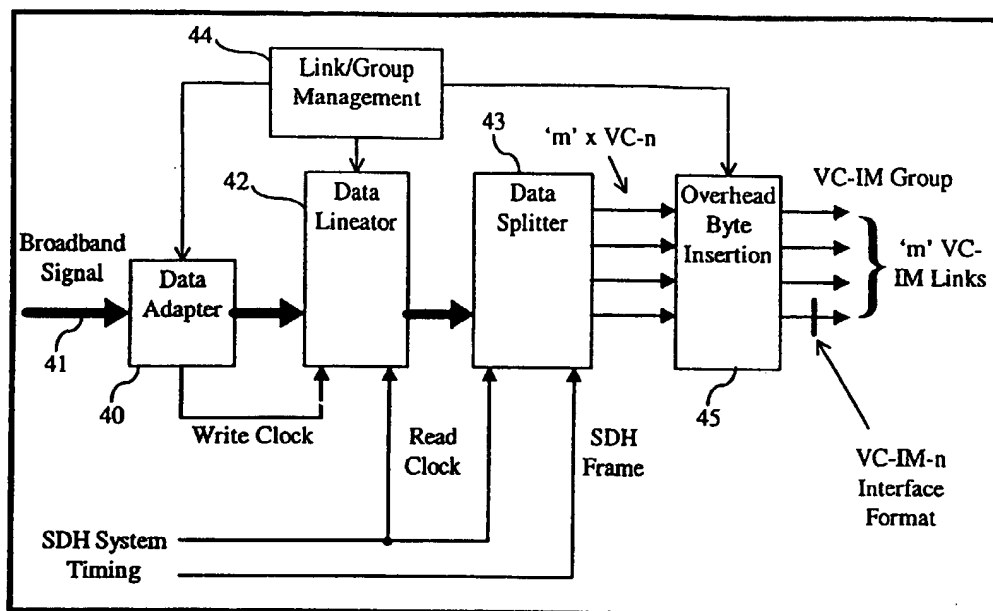 44
Link/Group
Management
43
'm' x VC-n
42
Data
Lineator
Data
Splitter
Overhead
Byte
Insertion
VC-IM Group
'm' VC-
IM Links
Broadband
Signal
Data
Adapter
41
40
45
Write Clock
Read
Clock
SDH
Frame
VC-IM-n
Interface
Format
SDH System
Timing